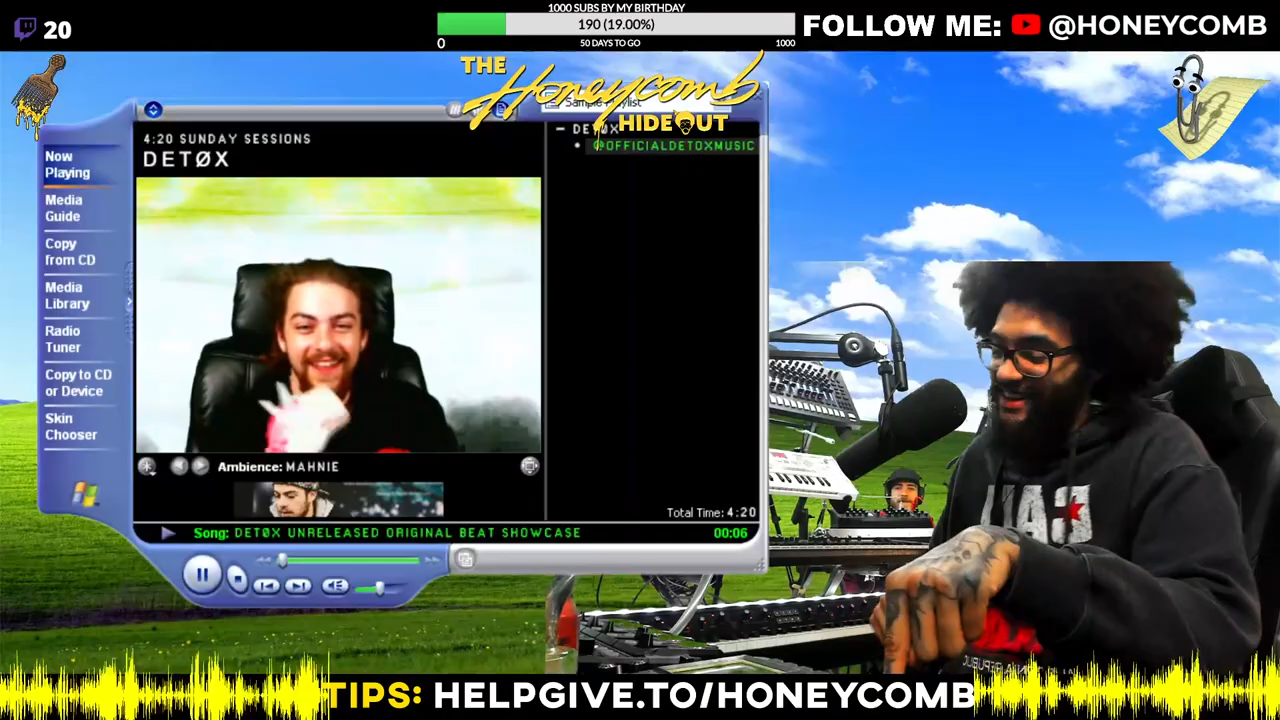 20
1000 SUBS BY MY BIRTHDAY
190 (19.00%)
0
50 DAYS TO GO
1000
FOLLOW ME: @HONEYCOMB
THE
Honeycomb
HIDEOUT
Sample Playlist
4:20 SUNDAY SESSIONS
DETØX
DETØX
@OFFICIALDETOXMUSIC
Now
Playing
Media
Guide
Copy
from CD
Media
Library
Radio
Tuner
Copy to CD
or Device
Skin
Chooser
Ambience: MAHNIE
Total Time: 4:20
Song: DETØX UNRELEASED ORIGINAL BEAT SHOWCASE
00:06
TIPS: HELPGIVE.TO/HONEYCOMB